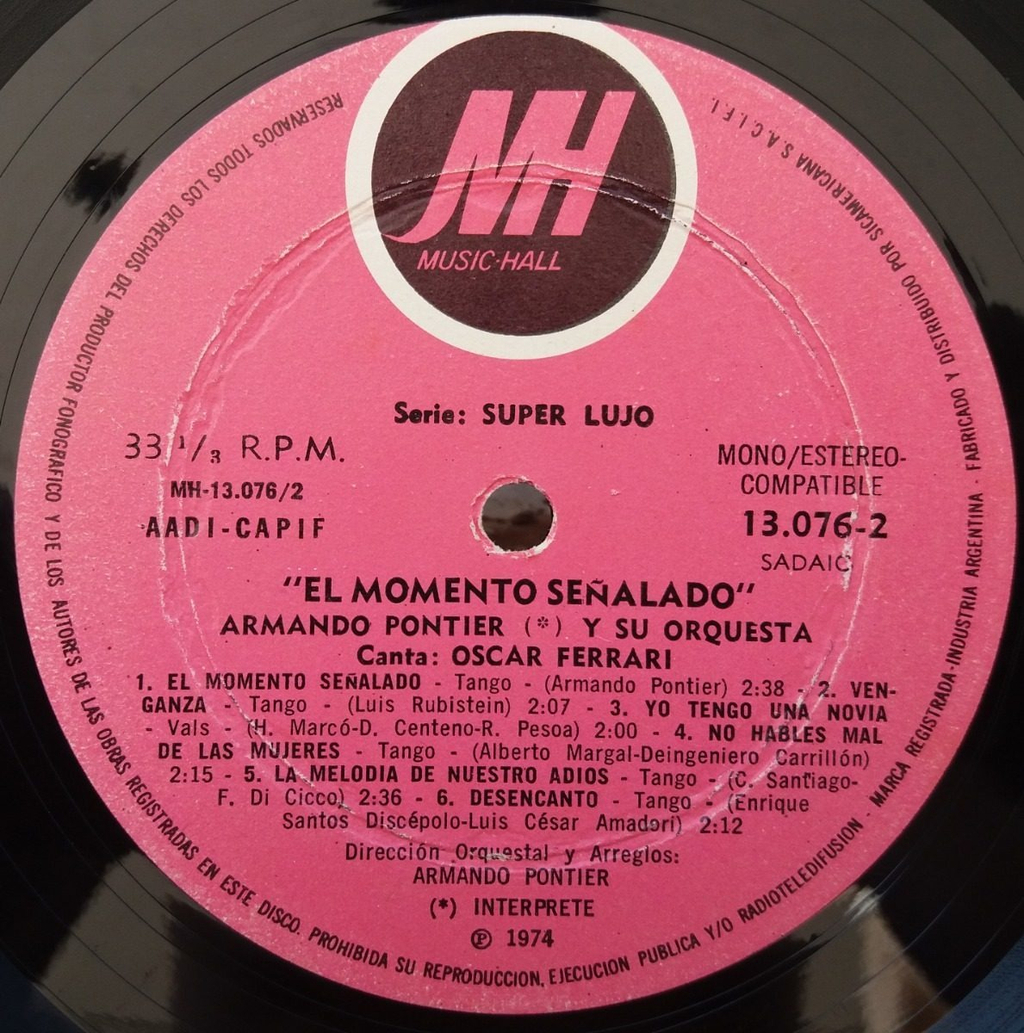 MH
MUSIC-HALL
Serie: SUPER LUJO
33 1/3 R.P.M.
MH-13.076/2
AADI-CAPIF
MONO/ESTEREO-
COMPATIBLE
13.076-2
SADAIC
"EL MOMENTO SEÑALADO"
ARMANDO PONTIER (*) Y SU ORQUESTA
Canta: OSCAR FERRARI
1. EL MOMENTO SEÑALADO - Tango - (Armando Pontier) 2:38 - 2. VEN-
GANZA - Tango - (Luis Rubistein) 2:07 - 3. YO TENGO UNA NOVIA
- Vals - (H. Marcó-D. Centeno-R. Pesoa) 2:00 - 4. NO HABLES MAL
DE LAS MUJERES - Tango - (Alberto Margal-Deingeniero Carrillón)
2:15 - 5. LA MELODIA DE NUESTRO ADIOS - Tango - (C. Santiago-
F. Di Cicco) 2:36 - 6. DESENCANTO - Tango - (Enrique
Santos Discépolo-Luis César Amadori) 2:12
Dirección Orquestal y Arreglos:
ARMANDO PONTIER
(*) INTERPRETE
℗ 1974
RESERVADOS TODOS LOS DERECHOS DEL PRODUCTOR FONOGRAFICO Y DE LOS AUTORES DE LAS OBRAS REGISTRADAS EN ESTE DISCO. PROHIBIDA SU REPRODUCCION, EJECUCION PUBLICA Y/O RADIOTELEDIFUSION - MARCA REGISTRADA-INDUSTRIA ARGENTINA - FABRICADO Y DISTRIBUIDO POR SICAMERICANA S.A.C.I.F.I.